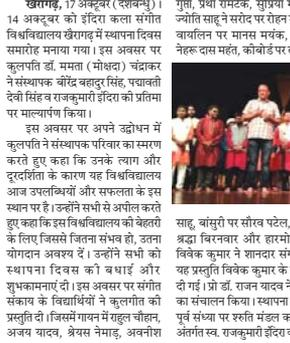 खैरागढ़, 17 अक्टूबर (देशबन्धु)।
14 अक्टूबर को इंदिरा कला संगीत
विश्वविद्यालय खैरागढ़ में स्थापना दिवस
समारोह मनाया गया। इस अवसर पर
कुलपति डॉ. ममता (मोक्षदा) चंद्राकर
ने संस्थापक बीरेंद्र बहादुर सिंह, पद्मावती
देवी सिंह व राजकुमारी इंदिरा की प्रतिमा
पर माल्यार्पण किया।
इस अवसर पर अपने उद्बोधन में
कुलपति ने संस्थापक परिवार का स्मरण
करते हुए कहा कि उनके त्याग और
दूरदर्शिता के कारण यह विश्वविद्यालय
आज उपलब्धियों और सफलता के इस
स्थान पर है। उन्होंने सभी से अपील करते
हुए कहा कि इस विश्वविद्यालय की बेहतरी
के लिए जिससे जितना संभव हो, उतना
योगदान अवश्य दें। उन्होंने सभी को
स्थापना दिवस की बधाई और
शुभकामनाएं दी। इस अवसर पर संगीत
संकाय के विद्यार्थियों ने कुलगीत की
प्रस्तुति दी। जिसमें गायन में राहुल चौहान,
अजय यादव, श्रेयस नेमाड़, अवनीश
गुप्ता, प्रथा रामटेक, सुप्रिया
ज्योति साहू ने सरोद पर रोहन
वायलिन पर मानस मयंक,
नेहरू दास महंत, कीबोर्ड पर
साहू, बांसुरी पर सौरव पटेल,
श्रद्धा बिरनवार और हारमो
विवेक कुमार ने शानदार सं
यह प्रस्तुति विवेक कुमार के
दी गई। प्रो डॉ. राजन यादव ने
का संचालन किया। स्थापना
पूर्व संध्या पर श्रुति मंडल क
अंतर्गत स्व. राजकुमारी इंदिरा